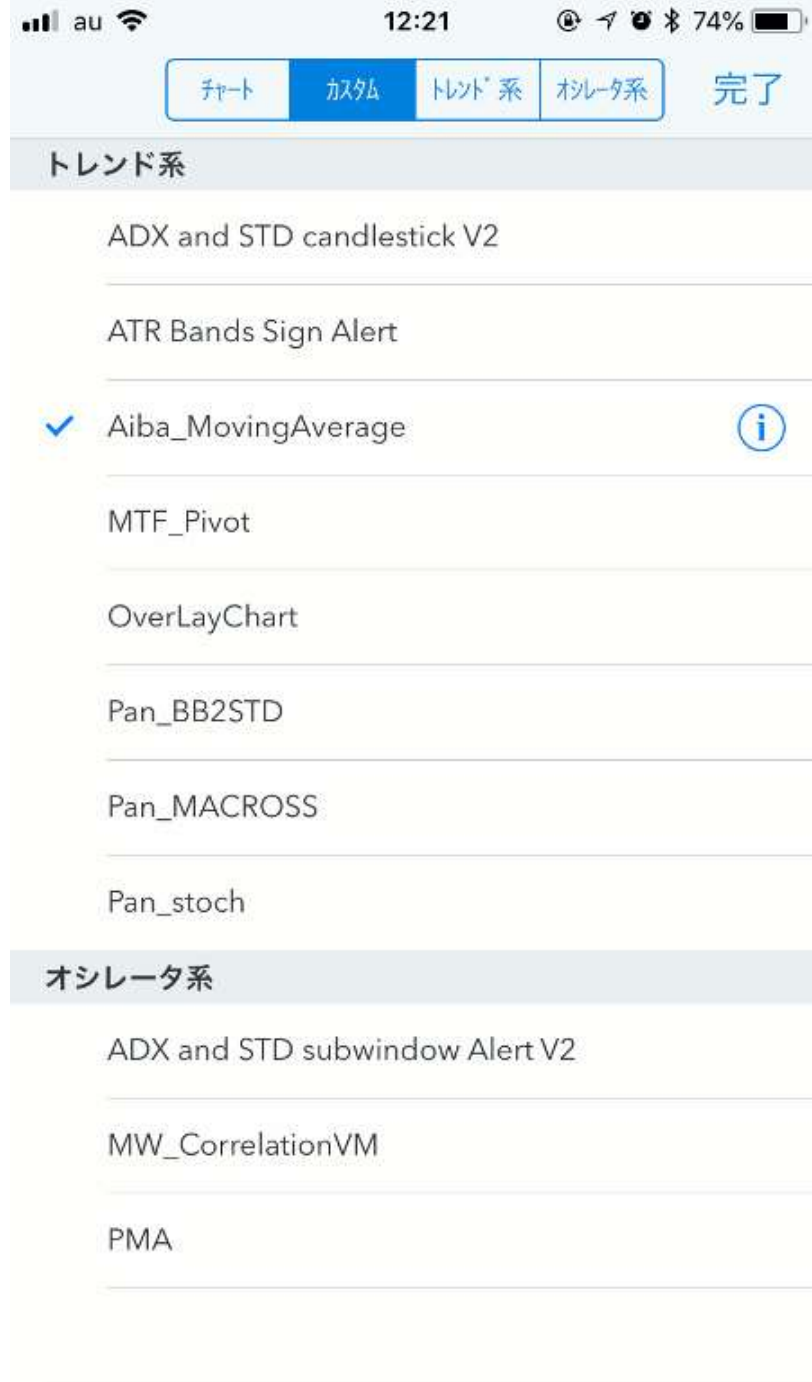 au 12:21 74%
チャート カスタム トレンド系 オシレータ系 完了
トレンド系
ADX and STD candlestick V2
ATR Bands Sign Alert
Aiba_MovingAverage
MTF_Pivot
OverLayChart
Pan_BB2STD
Pan_MACROSS
Pan_stoch
オシレータ系
ADX and STD subwindow Alert V2
MW_CorrelationVM
PMA